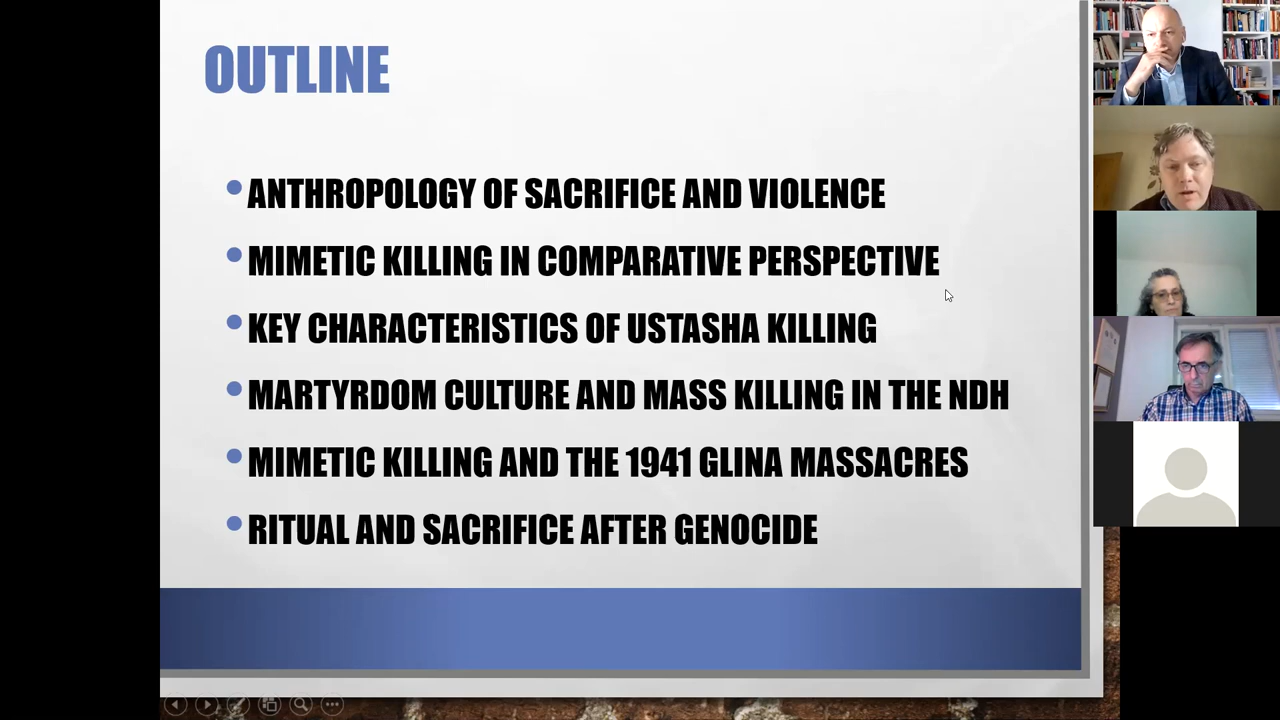 OUTLINE
ANTHROPOLOGY OF SACRIFICE AND VIOLENCE
MIMETIC KILLING IN COMPARATIVE PERSPECTIVE
KEY CHARACTERISTICS OF USTASHA KILLING
MARTYRDOM CULTURE AND MASS KILLING IN THE NDH
MIMETIC KILLING AND THE 1941 GLINA MASSACRES
RITUAL AND SACRIFICE AFTER GENOCIDE